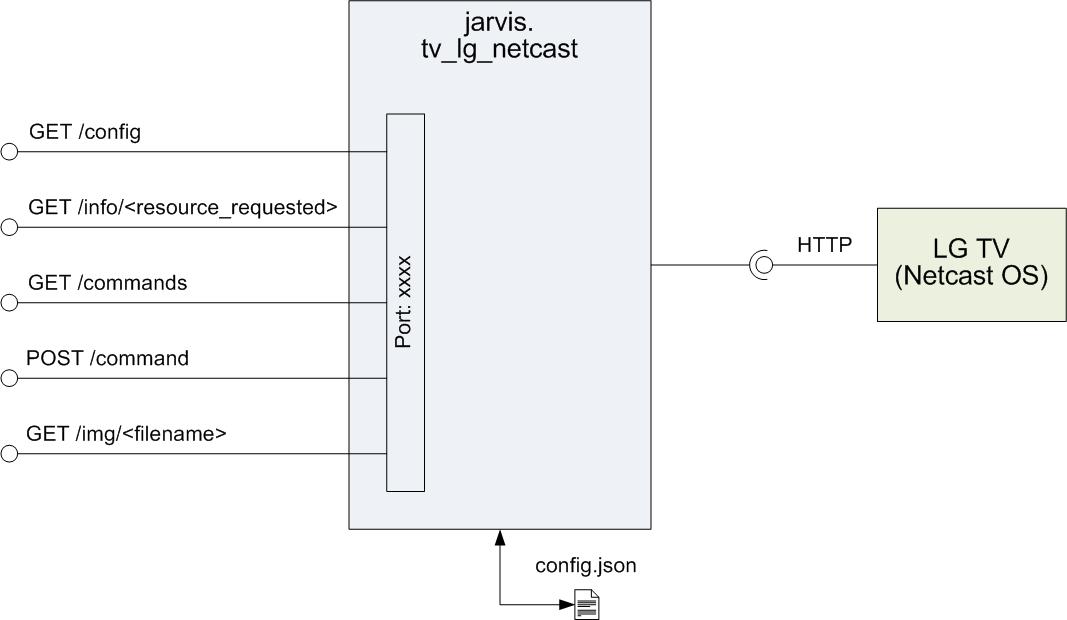 jarvis.
tv_lg_netcast
GET /config
GET /info/<resource_requested>
GET /commands
POST /command
GET /img/<filename>
Port: xxxx
HTTP
LG TV
(Netcast OS)
config.json